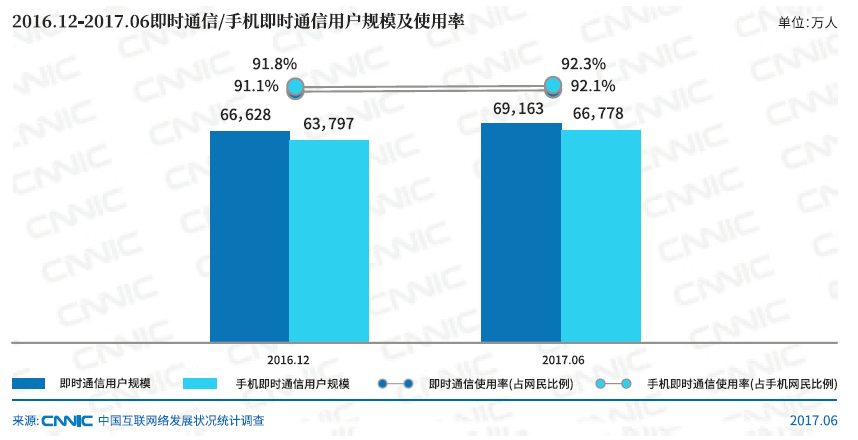 2016.12-2017.06即时通信/手机即时通信用户规模及使用率
单位:万人
91.8%
92.3%
91.1%
92.1%
66,628
63,797
69,163
66,778
2016.12
2017.06
即时通信用户规模
手机即时通信用户规模
即时通信使用率(占网民比例)
手机即时通信使用率(占手机网民比例)
来源: CNNIC 中国互联网络发展状况统计调查
2017.06